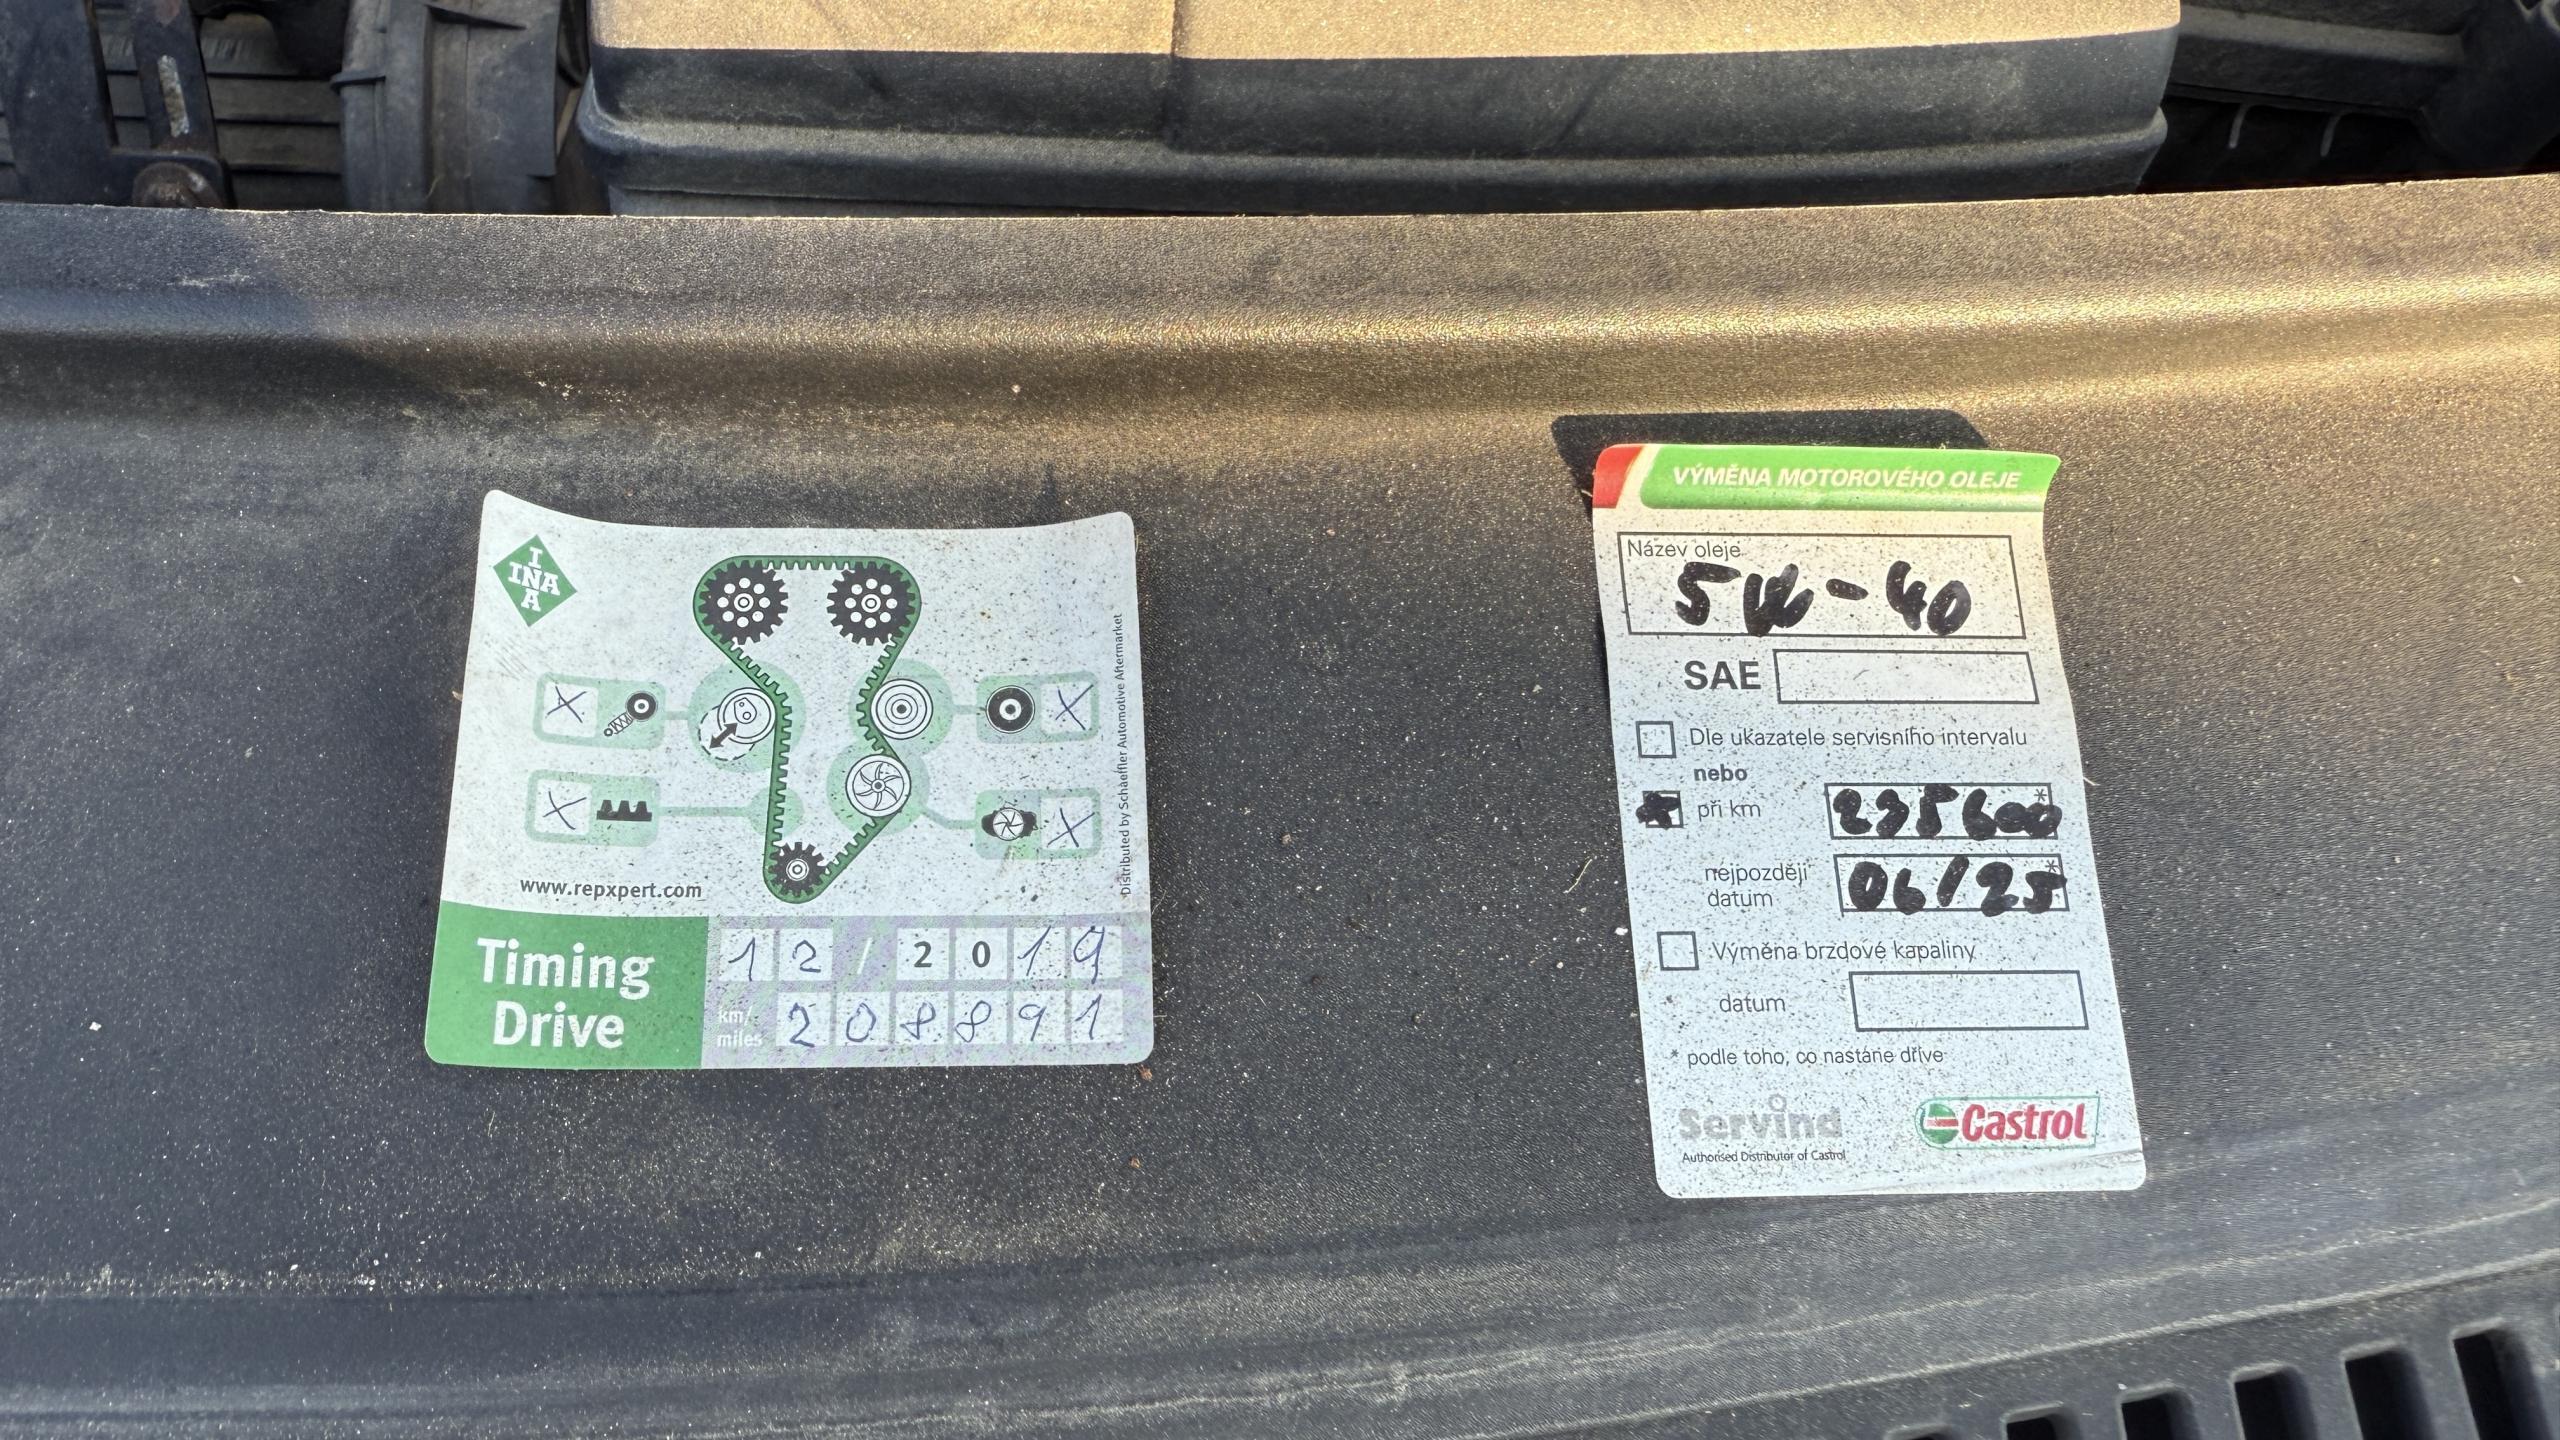 INA
www.repxpert.com
Distributed by Schaeffler Automotive Aftermarket
Timing
Drive
12 / 2019
km/
miles
208891
VÝMĚNA MOTOROVÉHO OLEJE
Název oleje
5W-40
SAE
Dle ukazatele servisního intervalu
nebo
při km 235600*
nejpozději
datum 06/25*
Výměna brzdové kapaliny
datum
* podle toho, co nastane dříve
Servind
Authorised Distributor of Castrol
Castrol